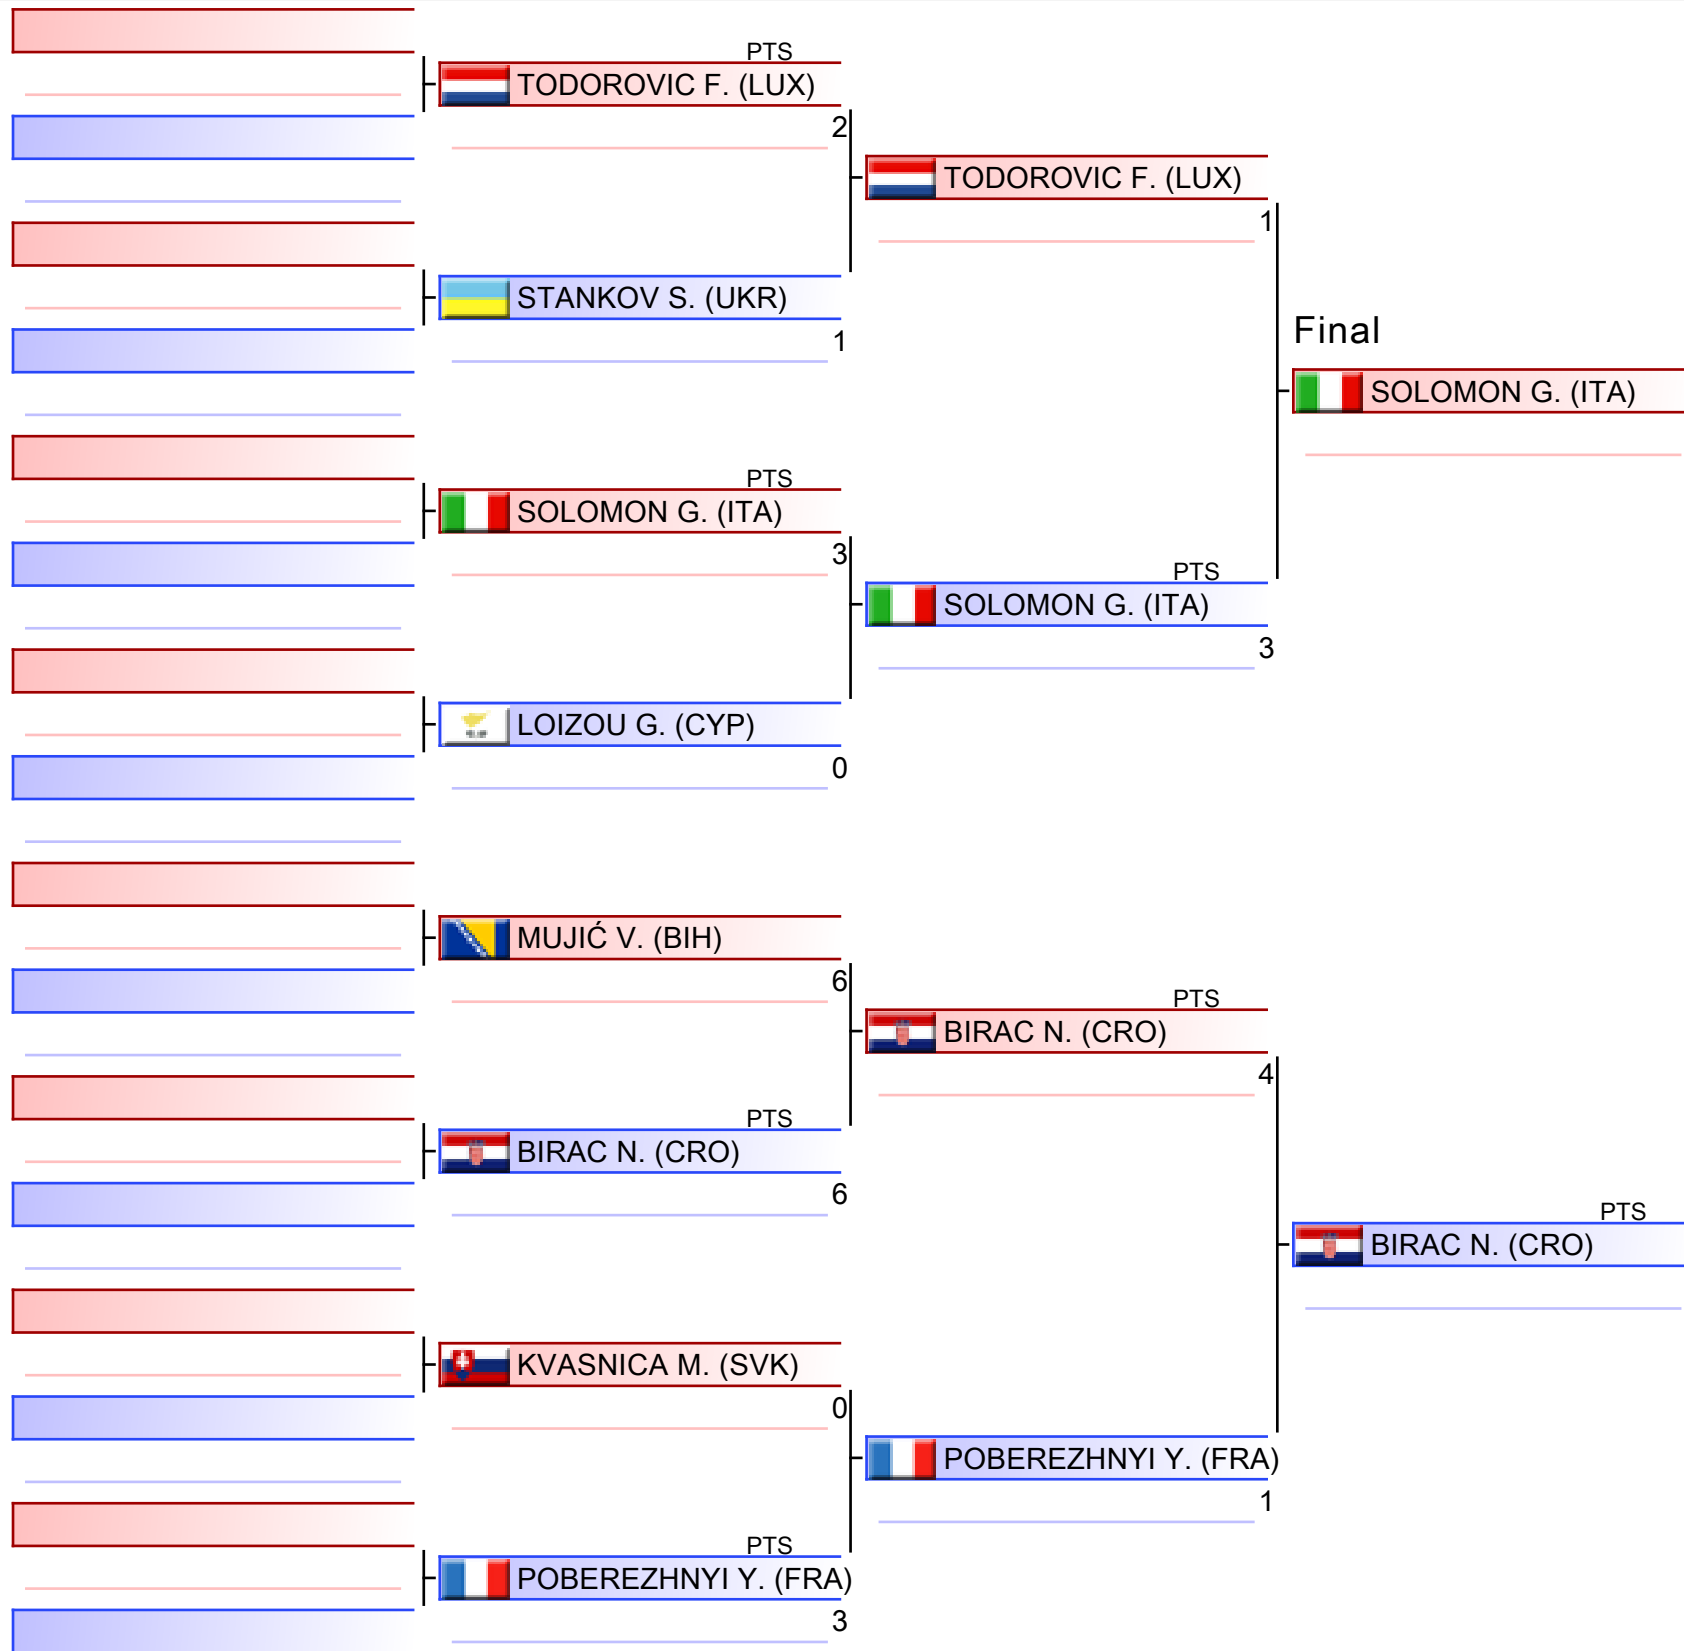 PTS
TODOROVIC F. (LUX)
2
TODOROVIC F. (LUX)
1
STANKOV S. (UKR)
1
Final
SOLOMON G. (ITA)
PTS
SOLOMON G. (ITA)
3
PTS
SOLOMON G. (ITA)
3
LOIZOU G. (CYP)
0
MUJIĆ V. (BIH)
6
PTS
BIRAC N. (CRO)
4
PTS
BIRAC N. (CRO)
6
PTS
BIRAC N. (CRO)
KVASNICA M. (SVK)
0
POBEREZHNYI Y. (FRA)
1
PTS
POBEREZHNYI Y. (FRA)
3